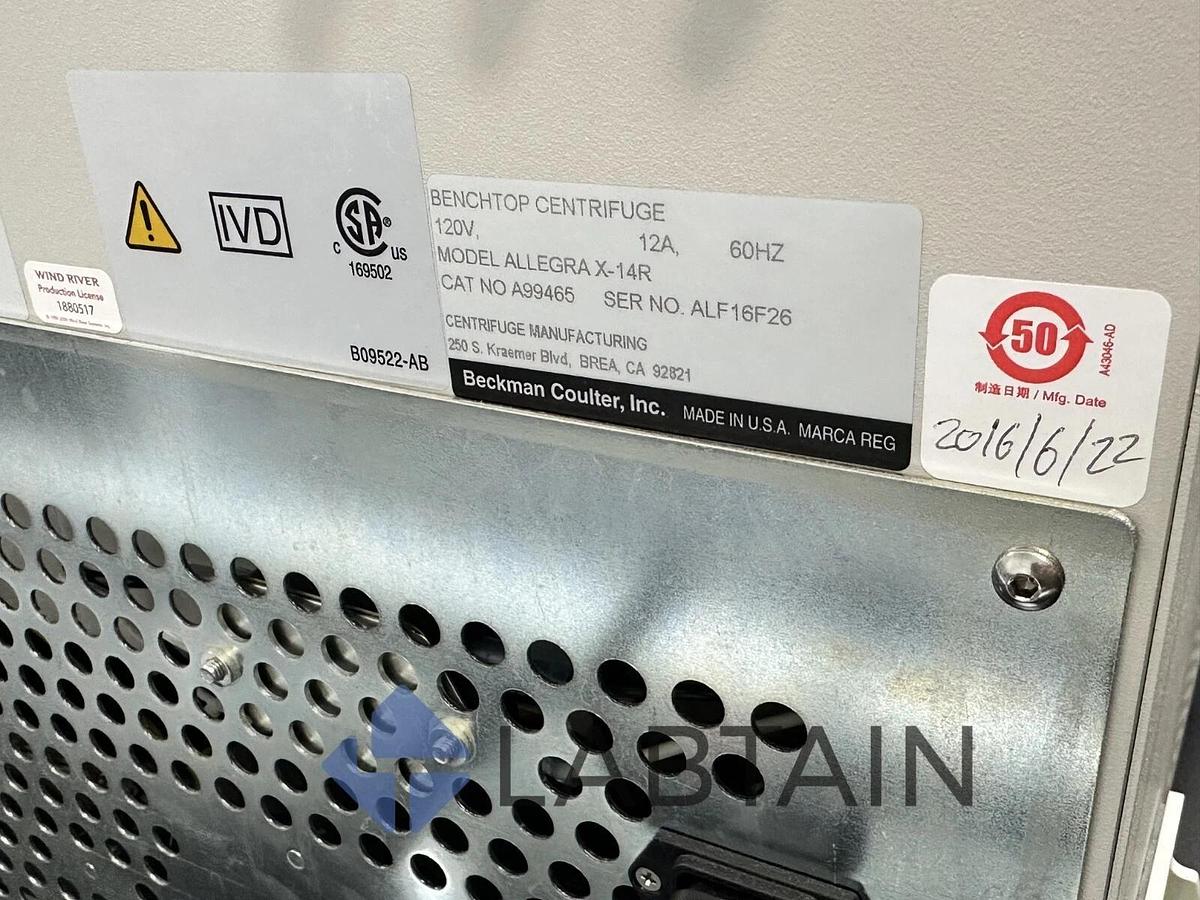 IVD
SA®
C US
169502
B09522-AB
WIND RIVER
Production License
1880517
BENCHTOP CENTRIFUGE
120V, 12A, 60HZ
MODEL ALLEGRA X-14R
CAT NO A99465 SER NO. ALF16F26
CENTRIFUGE MANUFACTURING
250 S. Kraemer Blvd, BREA, CA 92821
Beckman Coulter, Inc. MADE IN U.S.A. MARCA REG
50
A43046-AD
制造日期 / Mfg. Date
2016/6/22
LABTAIN